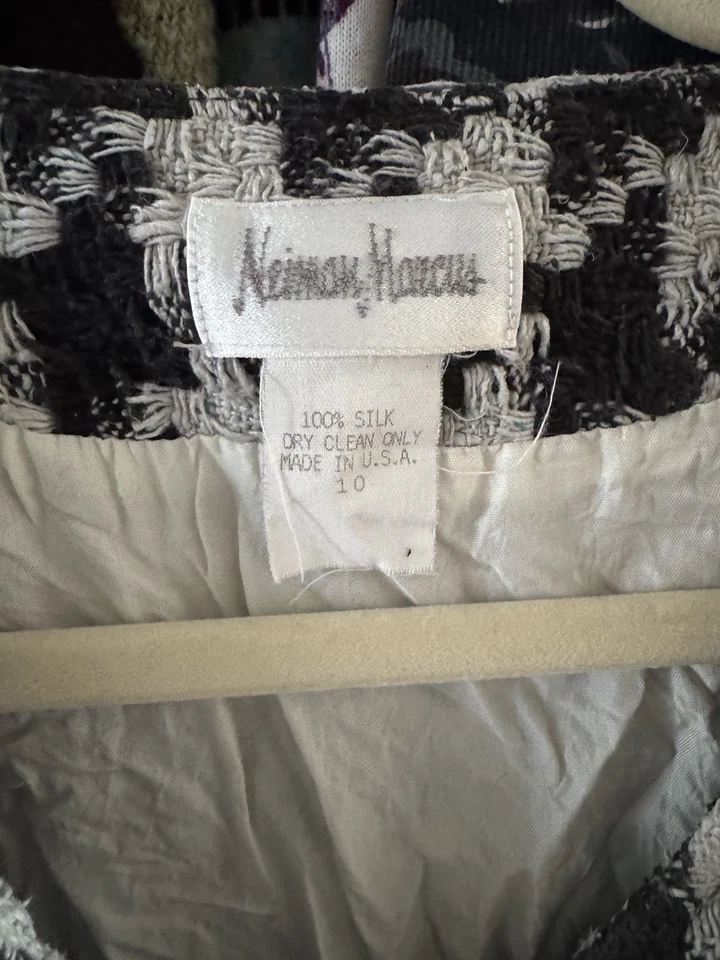 Neiman Marcus
100% SILK
DRY CLEAN ONLY
MADE IN U.S.A.
10